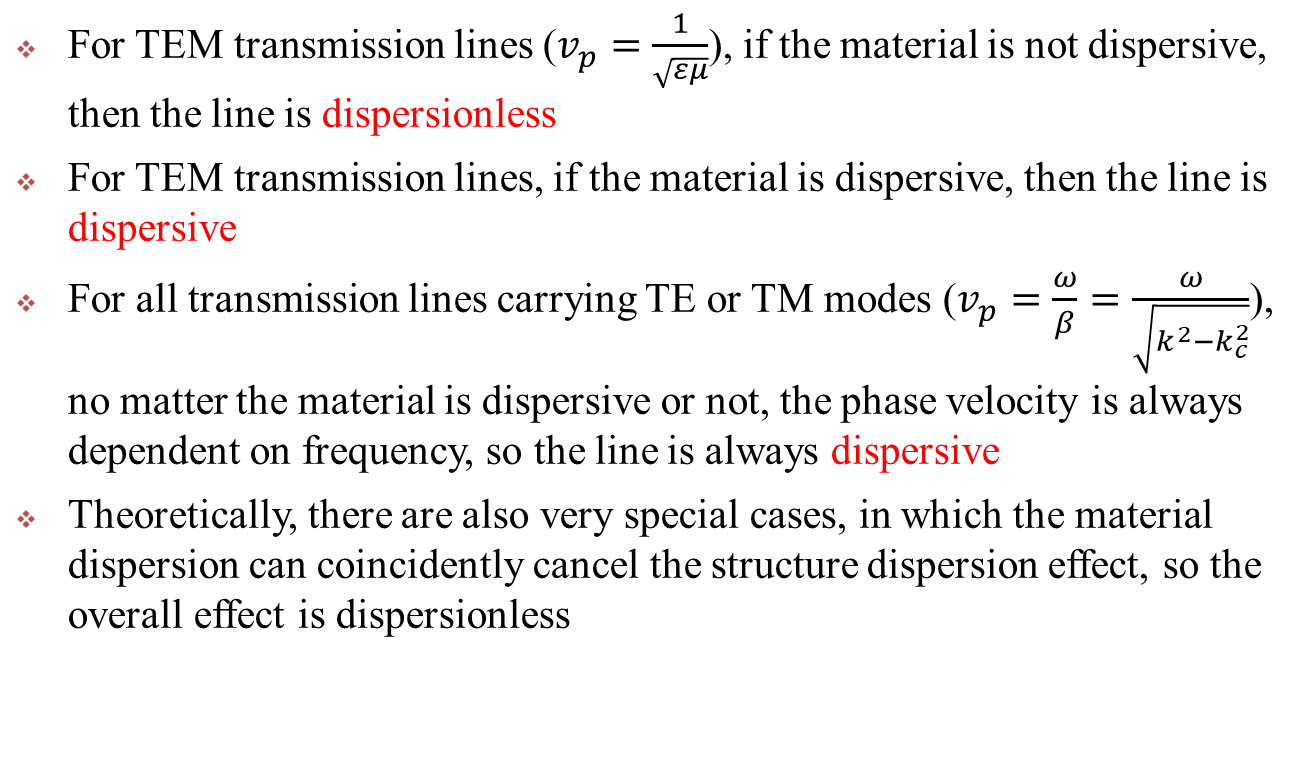 ❖ For TEM transmission lines (v_p = 1/√(εμ)), if the material is not dispersive,
then the line is dispersionless
❖ For TEM transmission lines, if the material is dispersive, then the line is
dispersive
❖ For all transmission lines carrying TE or TM modes (v_p = ω/β = ω/√(k²−k_c²)),
no matter the material is dispersive or not, the phase velocity is always
dependent on frequency, so the line is always dispersive
❖ Theoretically, there are also very special cases, in which the material
dispersion can coincidently cancel the structure dispersion effect, so the
overall effect is dispersionless